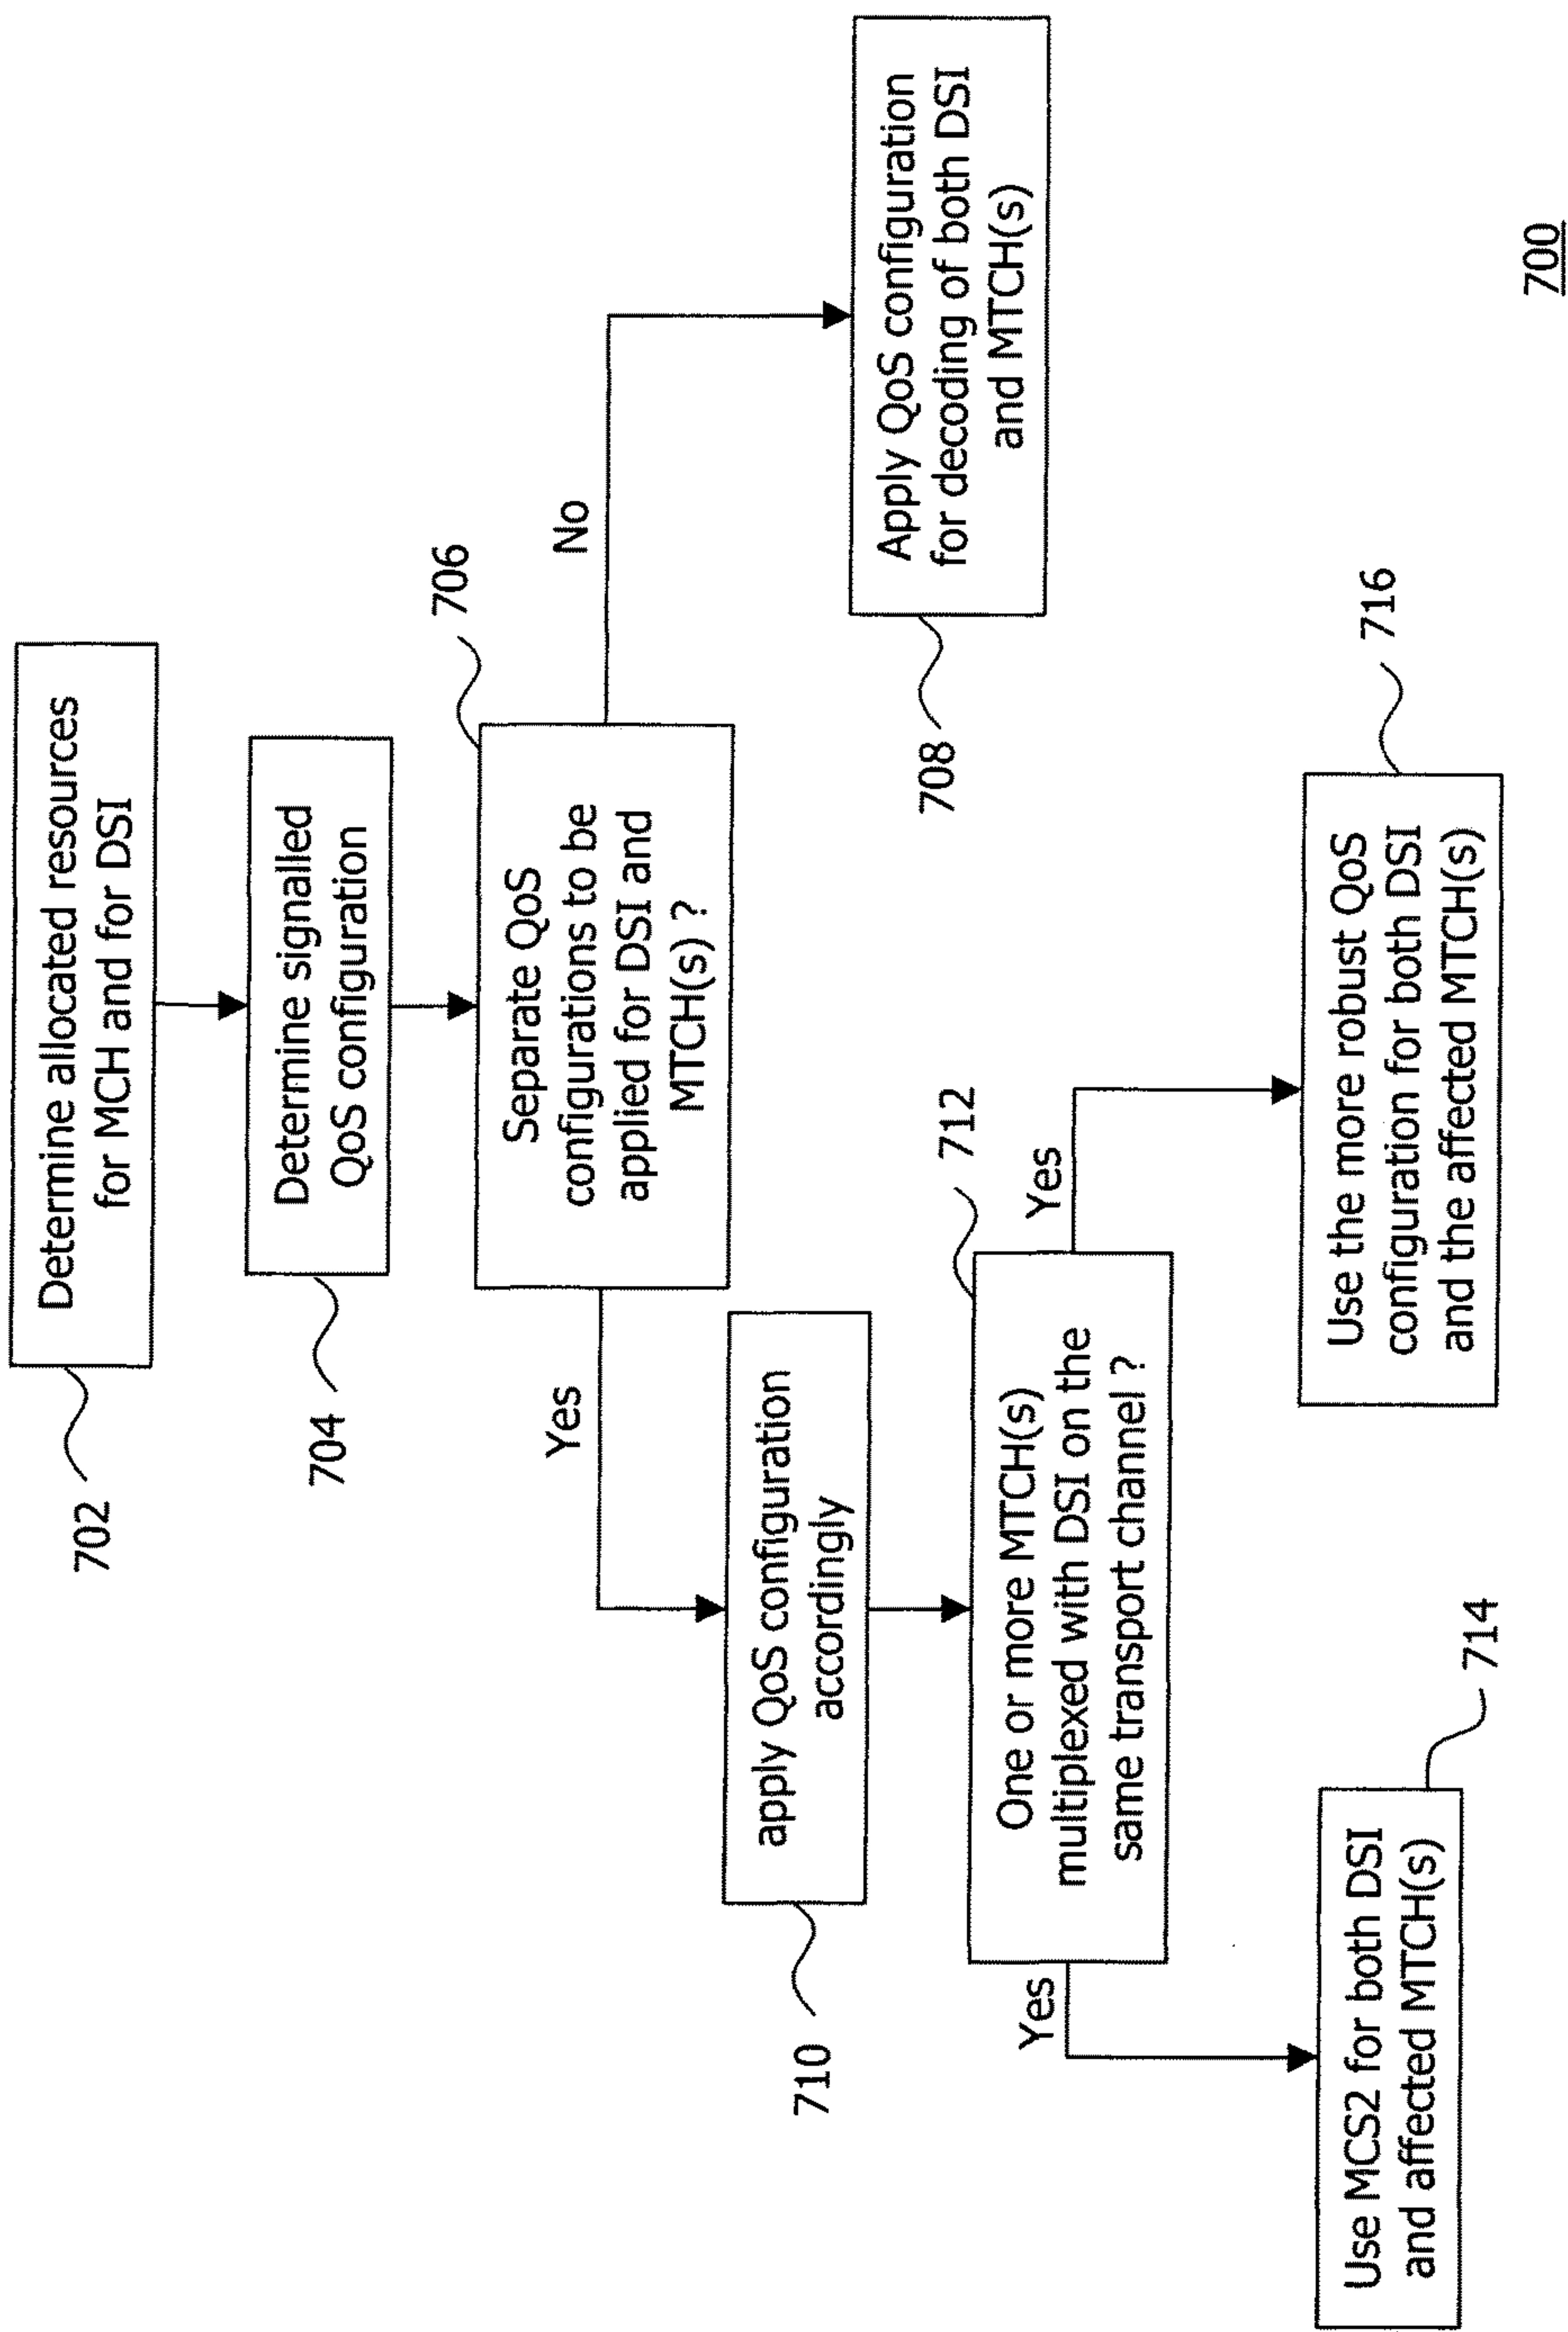 Determine allocated resources
for MCH and for DSI
702
Determine signalled
QoS configuration
704
706
Separate QoS
configurations to be
applied for DSI and
MTCH(s) ?
Yes
No
Apply QoS configuration
for decoding of both DSI
and MTCH(s)
708
apply QoS configuration
accordingly
710
712
One or more MTCH(s)
multiplexed with DSI on the
same transport channel ?
Yes
Yes
Use MCS2 for both DSI
and affected MTCH(s)
714
Use the more robust QoS
configuration for both DSI
and the affected MTCH(s)
716
700